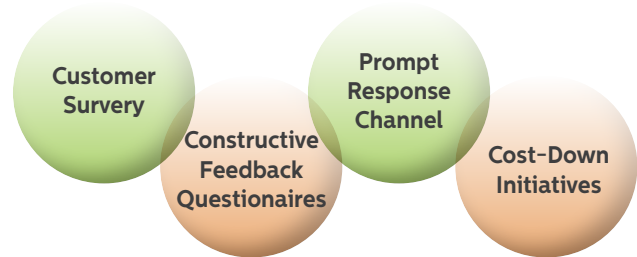 Customer
Survery
Constructive
Feedback
Questionaires
Prompt
Response
Channel
Cost-Down
Initiatives